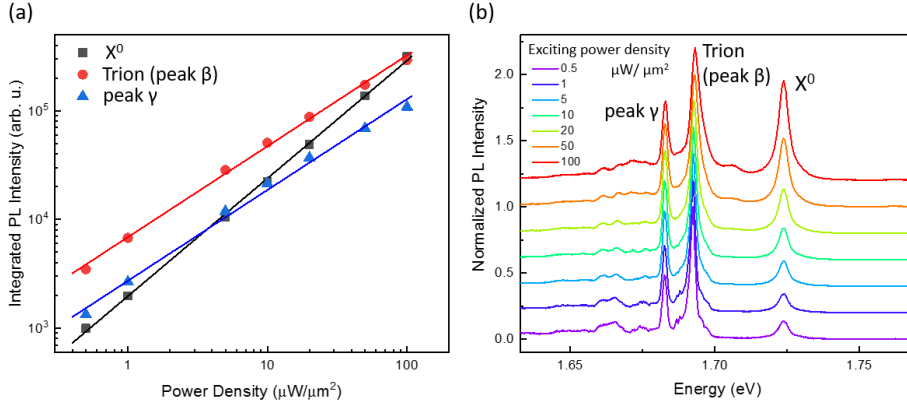 (a)
X⁰
Trion (peak β)
peak γ
10⁵
10⁴
10³
Integrated PL Intensity (arb. u.)
1
10
100
Power Density (μW/μm²)
(b)
Exciting power density
μW/ μm²
0.5
1
5
10
20
50
100
peak γ
Trion
(peak β)
X⁰
2.0
1.5
1.0
0.5
0.0
Normalized PL Intensity
1.65
1.70
1.75
Energy (eV)